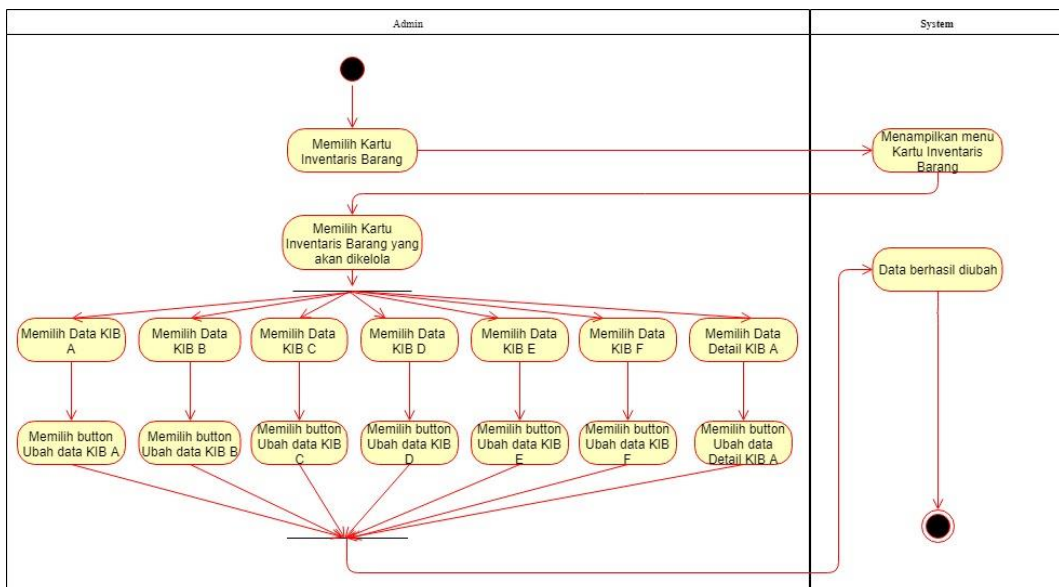 Admin
System
Memilih Kartu
Inventaris Barang
Menampilkan menu
Kartu Inventaris
Barang
Memilih Kartu
Inventaris Barang yang
akan dikelola
Data berhasil diubah
Memilih Data KIB
A
Memilih Data
KIB B
Memilih Data
KIB C
Memilih Data
KIB D
Memilih Data
KIB E
Memilih Data
KIB F
Memilih Data
Detail KIB A
Memilih button
Ubah data KIB A
Memilih button
Ubah data KIB B
Memilih button
Ubah data KIB
C
Memilih button
Ubah data KIB
D
Memilih button
Ubah data KIB
E
Memilih button
Ubah data KIB
F
Memilih button
Ubah data
Detail KIB A